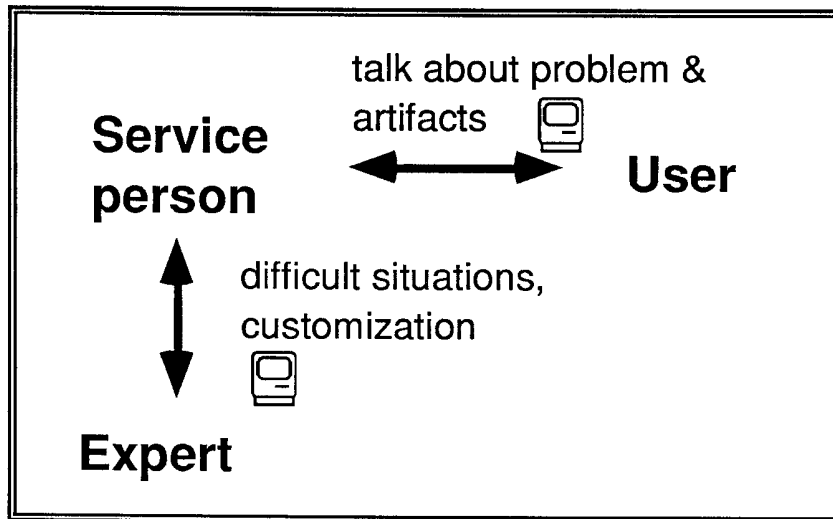 talk about problem &
artifacts
Service
person
User
difficult situations,
customization
Expert